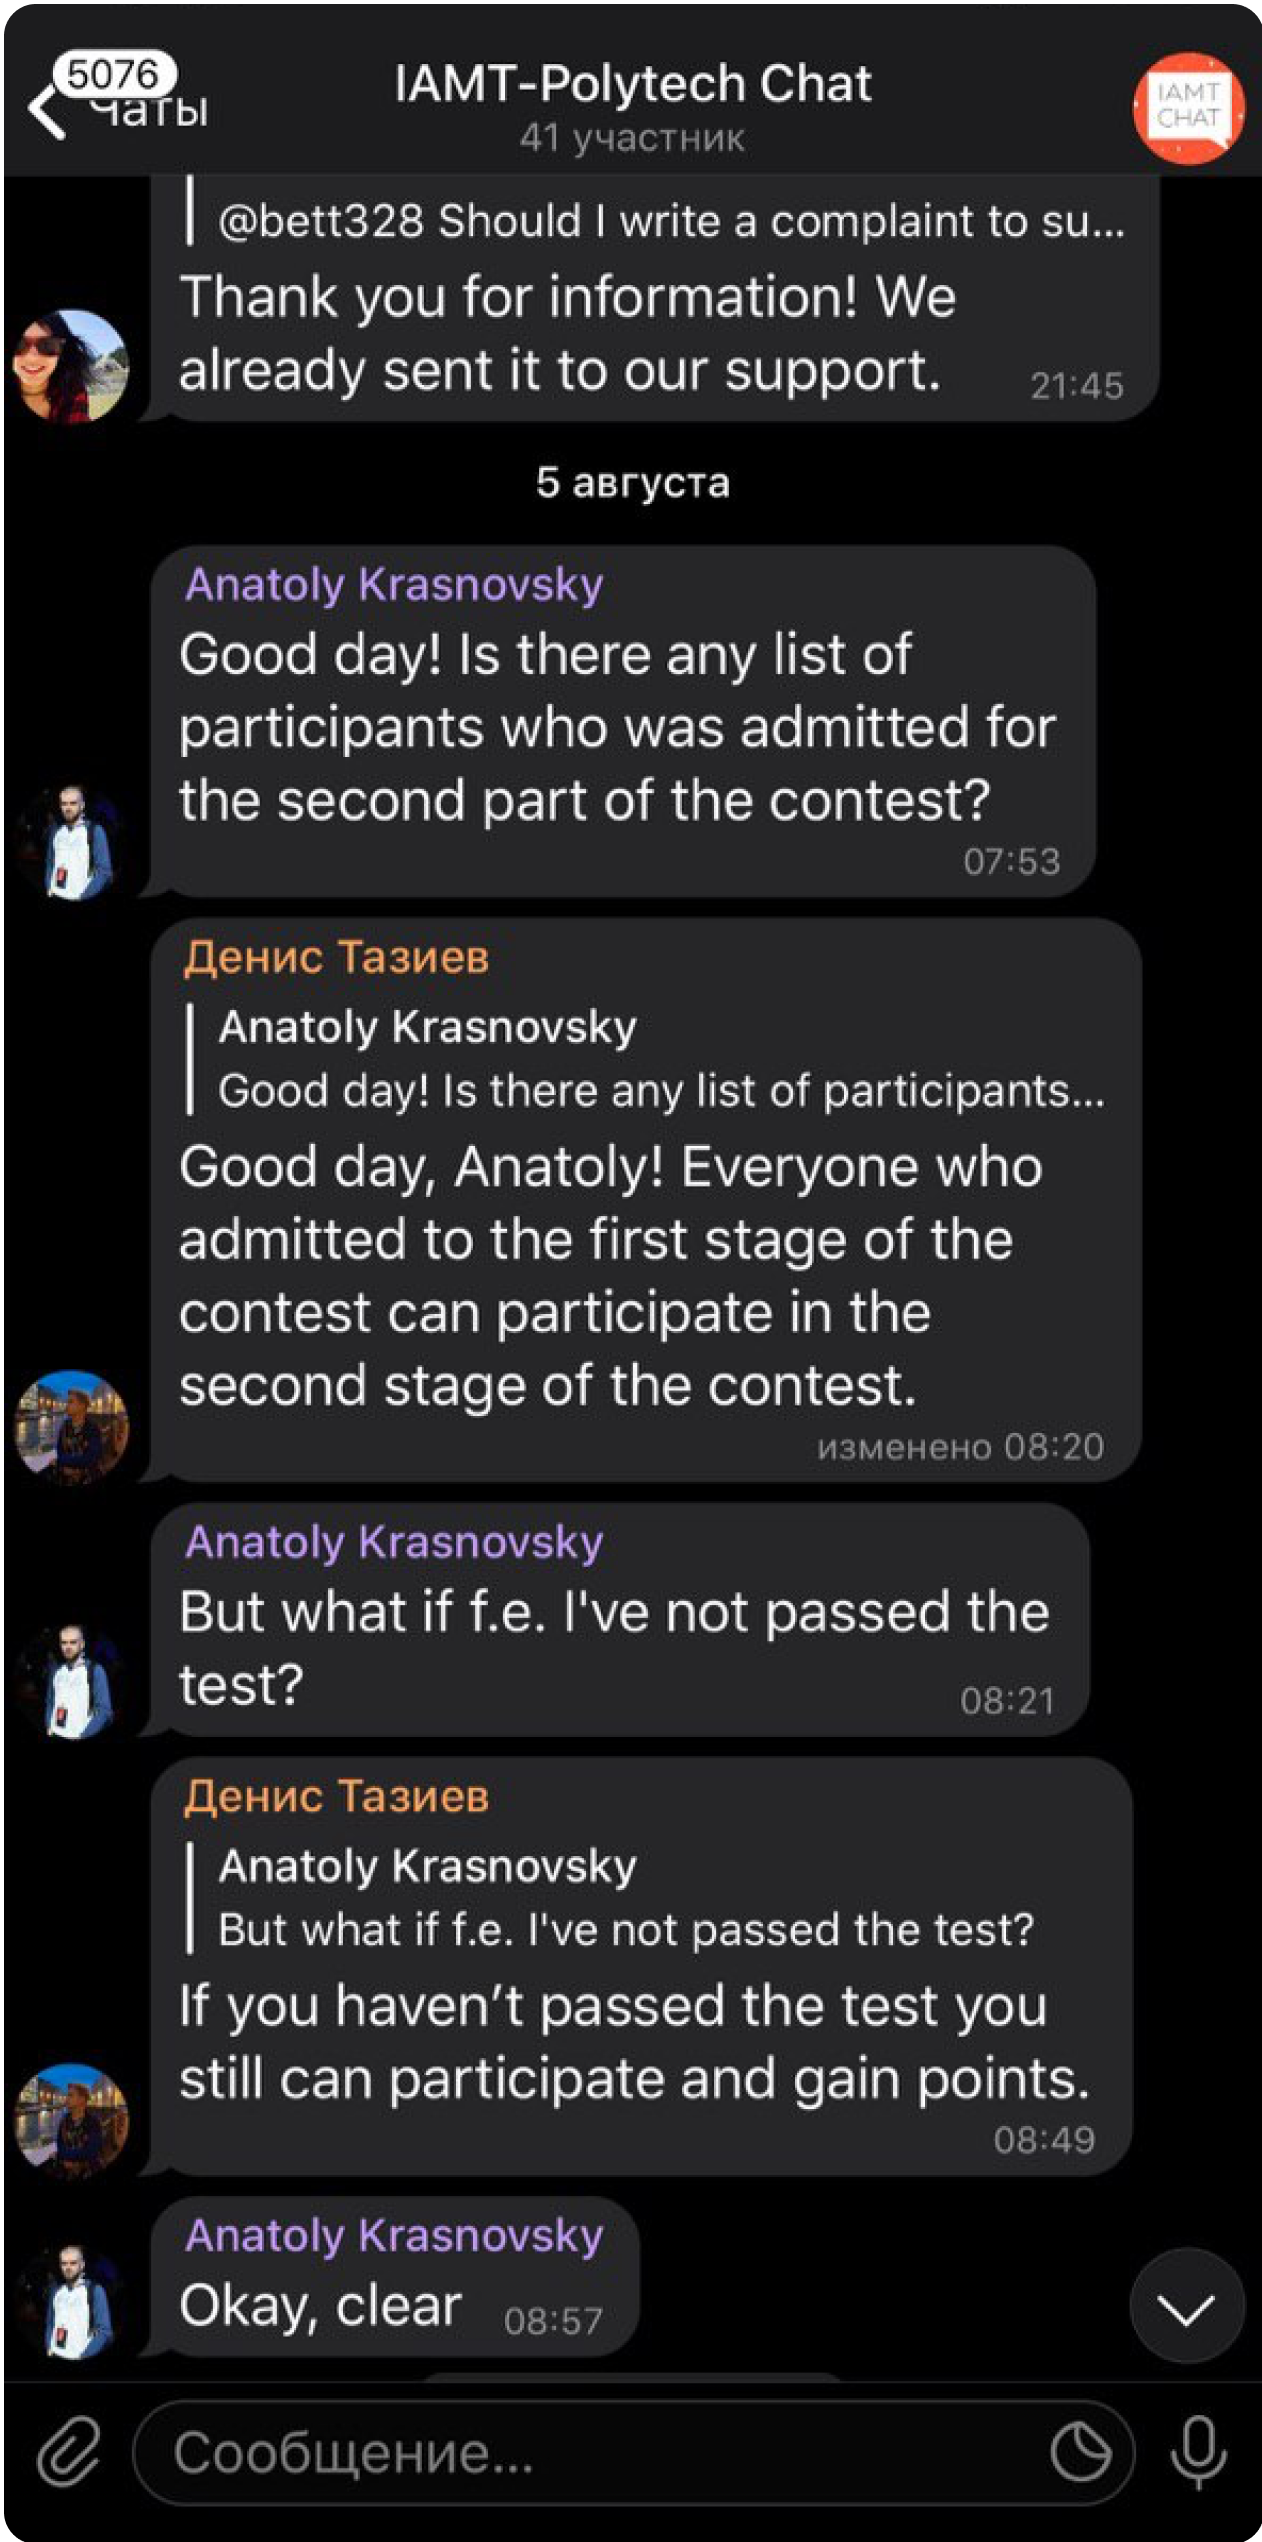 5076
Чаты
IAMT-Polytech Chat
41 участник
IAMT
CHAT
@bett328 Should I write a complaint to su...
Thank you for information! We
already sent it to our support.
21:45
5 августа
Anatoly Krasnovsky
Good day! Is there any list of
participants who was admitted for
the second part of the contest?
07:53
Денис Тазиев
Anatoly Krasnovsky
Good day! Is there any list of participants...
Good day, Anatoly! Everyone who
admitted to the first stage of the
contest can participate in the
second stage of the contest.
изменено 08:20
Anatoly Krasnovsky
But what if f.e. I've not passed the
test?
08:21
Денис Тазиев
Anatoly Krasnovsky
But what if f.e. I've not passed the test?
If you haven’t passed the test you
still can participate and gain points.
08:49
Anatoly Krasnovsky
Okay, clear 08:57
Сообщение...